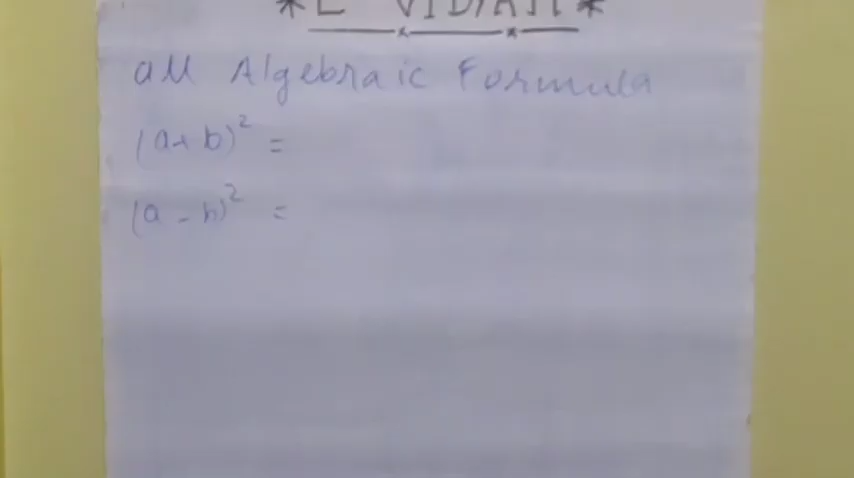 all Algebraic Formula
(a+b)² =
(a-b)² =